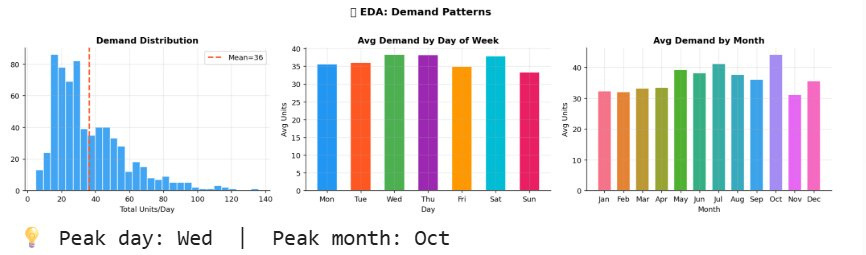 EDA: Demand Patterns
Demand Distribution
Mean=36
80
60
40
20
0
0 20 40 60 80 100 120 140
Total Units/Day
Avg Demand by Day of Week
Avg Units
40
35
30
25
20
15
10
5
0
Mon Tue Wed Thu Fri Sat Sun
Day
Avg Demand by Month
Avg Units
40
30
20
10
0
Jan Feb Mar Apr May Jun Jul Aug Sep Oct Nov Dec
Month
💡 Peak day: Wed | Peak month: Oct